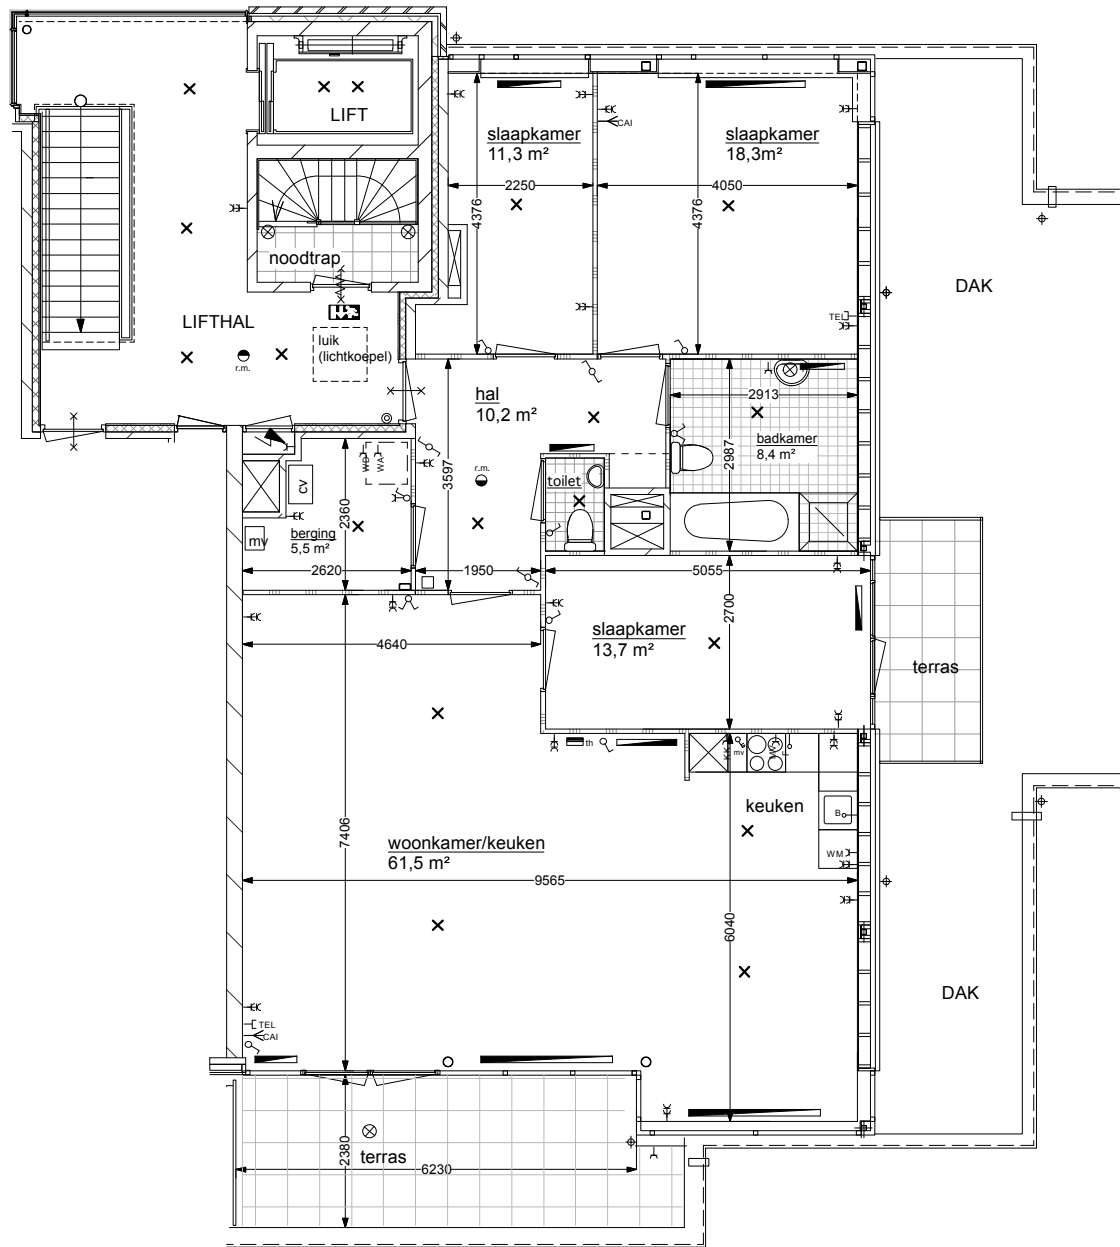 LIFT
slaapkamer
11,3 m²
slaapkamer
18,3m²
CAI
2250
4050
4376
4376
noodtrap
DAK
LIFTHAL
luik
(lichtkoepel)
r.m.
TEL
hal
10,2 m²
2913
badkamer
8,4 m²
2987
3597
WD
WA
r.m.
toilet
cv
berging
5,5 m²
mv
2360
2620
1950
5055
2700
slaapkamer
13,7 m²
4640
terras
th
KK
mv
keuken
B
WM
woonkamer/keuken
61,5 m²
7406
9565
6040
DAK
TEL
CAI
terras
2380
6230